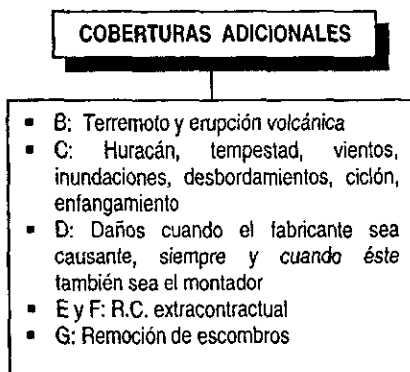 COBERTURAS ADICIONALES
▪ B: Terremoto y erupción volcánica
▪ C: Huracán, tempestad, vientos,
inundaciones, desbordamientos, ciclón,
enfangamiento
▪ D: Daños cuando el fabricante sea
causante, siempre y cuando éste
también sea el montador
▪ E y F: R.C. extracontractual
▪ G: Remoción de escombros